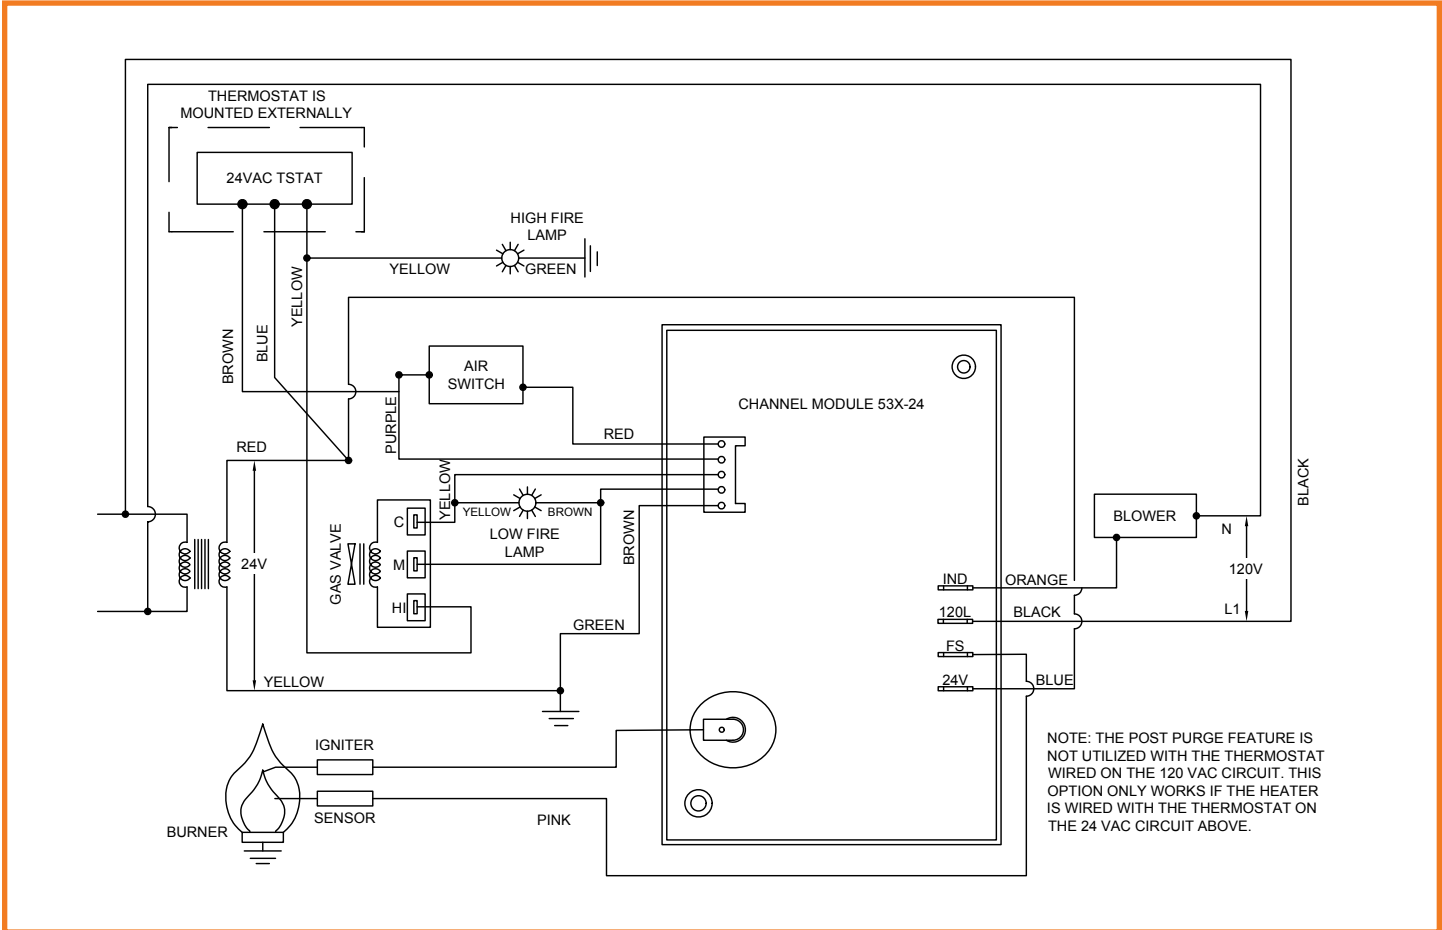 THERMOSTAT IS
MOUNTED EXTERNALLY
24VAC TSTAT
HIGH FIRE
LAMP
YELLOW
GREEN
YELLOW
BLUE
BROWN
AIR
SWITCH
PURPLE
RED
RED
CHANNEL MODULE 53X-24
YELLOW
YELLOW
BROWN
LOW FIRE
LAMP
C
M
HI
GAS VALVE
24V
BROWN
GREEN
YELLOW
BLACK
BLOWER
N
120V
L1
IND
ORANGE
120L
BLACK
FS
24V
BLUE
IGNITER
SENSOR
BURNER
PINK
NOTE: THE POST PURGE FEATURE IS
NOT UTILIZED WITH THE THERMOSTAT
WIRED ON THE 120 VAC CIRCUIT. THIS
OPTION ONLY WORKS IF THE HEATER
IS WIRED WITH THE THERMOSTAT ON
THE 24 VAC CIRCUIT ABOVE.